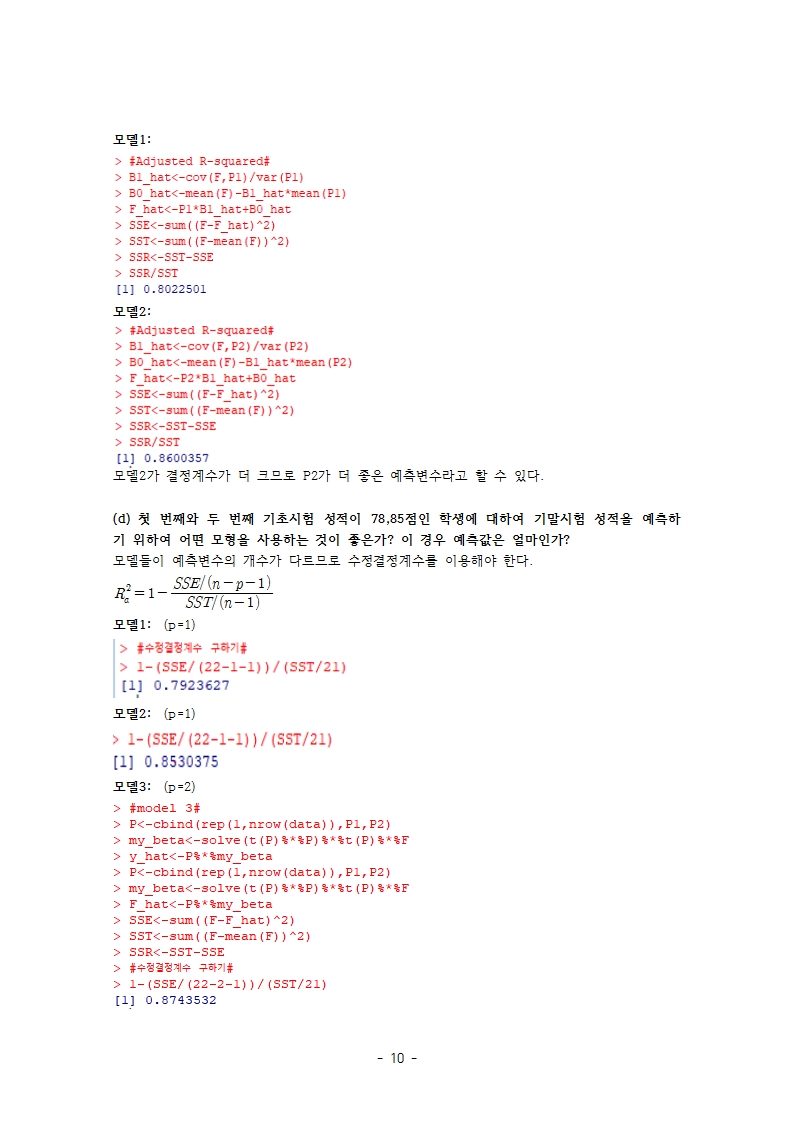 모델1:
> #Adjusted R-squared#
> B1_hat<-cov(F,P1)/var(P1)
> B0_hat<-mean(F)-B1_hat*mean(P1)
> F_hat<-P1*B1_hat+B0_hat
> SSE<-sum((F-F_hat)^2)
> SST<-sum((F-mean(F))^2)
> SSR<-SST-SSE
> SSR/SST
[1] 0.8022501
모델2:
> #Adjusted R-squared#
> B1_hat<-cov(F,P2)/var(P2)
> B0_hat<-mean(F)-B1_hat*mean(P2)
> F_hat<-P2*B1_hat+B0_hat
> SSE<-sum((F-F_hat)^2)
> SST<-sum((F-mean(F))^2)
> SSR<-SST-SSE
> SSR/SST
[1] 0.8600357
모델2가 결정계수가 더 크므로 P2가 더 좋은 예측변수라고 할 수 있다.
(d) 첫 번째와 두 번째 기초시험 성적이 78,85점인 학생에 대하여 기말시험 성적을 예측하
기 위하여 어떤 모형을 사용하는 것이 좋은가? 이 경우 예측값은 얼마인가?
모델들이 예측변수의 개수가 다르므로 수정결정계수를 이용해야 한다.
R_a^2 = 1 - SSE/(n-p-1) / SST/(n-1)
모델1: (p=1)
> #수정결정계수 구하기#
> 1-(SSE/(22-1-1))/(SST/21)
[1] 0.7923627
모델2: (p=1)
> 1-(SSE/(22-1-1))/(SST/21)
[1] 0.8530375
모델3: (p=2)
> #model 3#
> P<-cbind(rep(1,nrow(data)),P1,P2)
> my_beta<-solve(t(P)%*%P)%*%t(P)%*%F
> y_hat<-P%*%my_beta
> P<-cbind(rep(1,nrow(data)),P1,P2)
> my_beta<-solve(t(P)%*%P)%*%t(P)%*%F
> F_hat<-P%*%my_beta
> SSE<-sum((F-F_hat)^2)
> SST<-sum((F-mean(F))^2)
> SSR<-SST-SSE
> #수정결정계수 구하기#
> 1-(SSE/(22-2-1))/(SST/21)
[1] 0.8743532
- 10 -